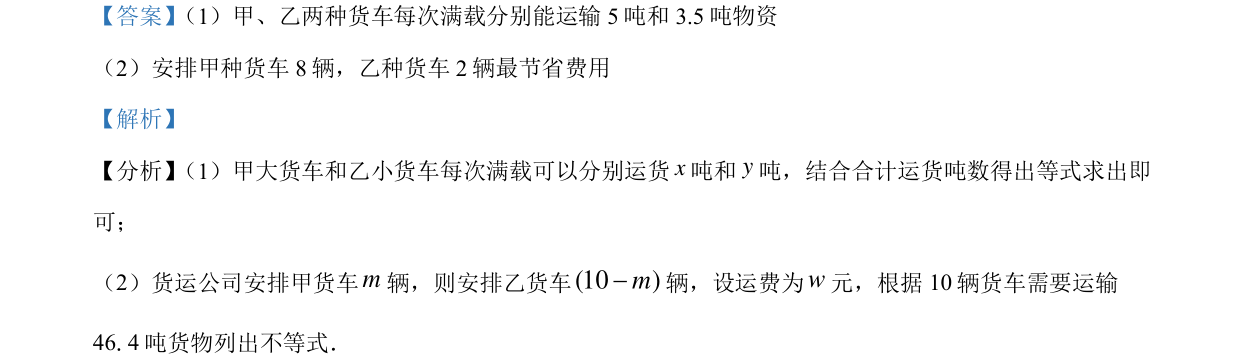 【答案】（1）甲、乙两种货车每次满载分别能运输 5 吨和 3.5 吨物资
（2）安排甲种货车 8 辆，乙种货车 2 辆最节省费用
【解析】
【分析】（1）甲大货车和乙小货车每次满载可以分别运货 x 吨和 y 吨，结合合计运货吨数得出等式求出即
可；
（2）货运公司安排甲货车 m 辆，则安排乙货车 (10−m) 辆，设运费为 w 元，根据 10 辆货车需要运输
46. 4 吨货物列出不等式．